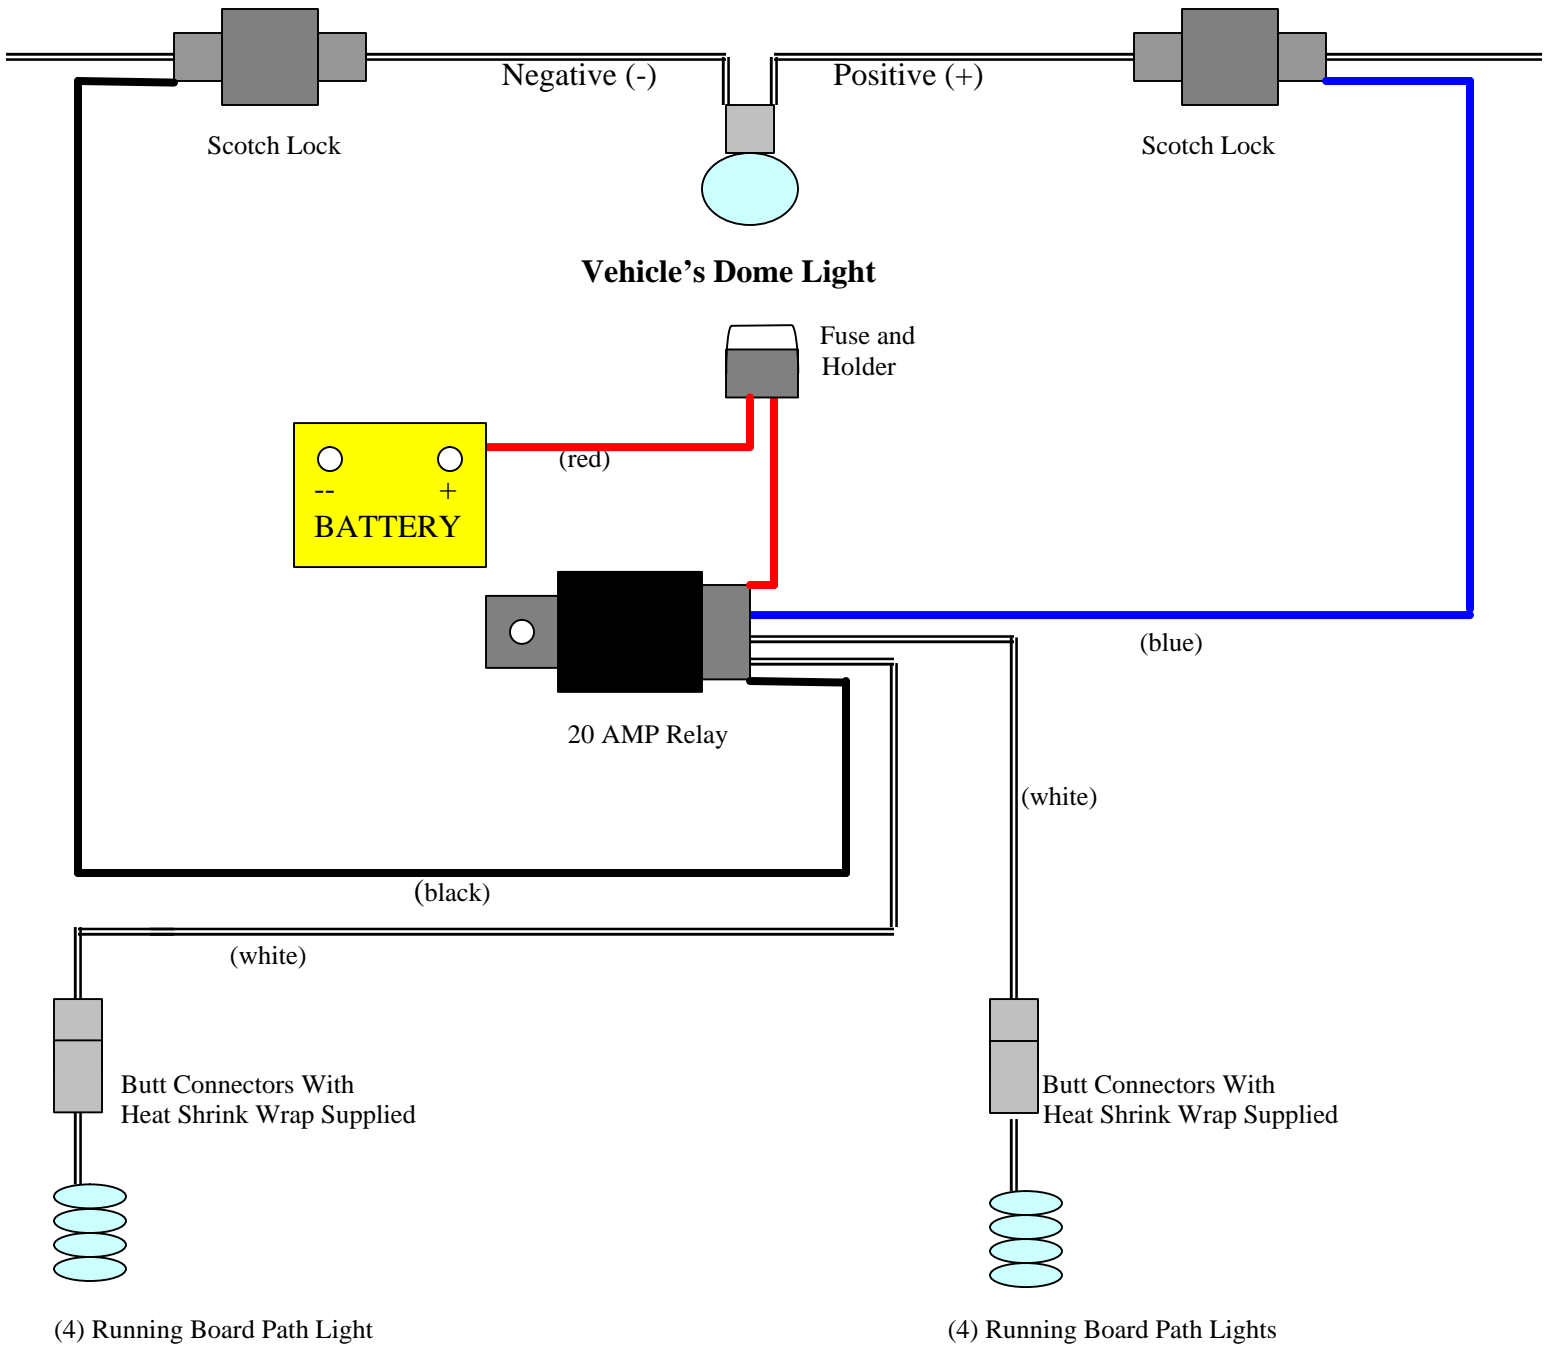 Negative (-)
Positive (+)
Scotch Lock
Scotch Lock
Vehicle’s Dome Light
Fuse and
Holder
(red)
-- +
BATTERY
(blue)
20 AMP Relay
(white)
(black)
(white)
Butt Connectors With
Heat Shrink Wrap Supplied
Butt Connectors With
Heat Shrink Wrap Supplied
(4) Running Board Path Light
(4) Running Board Path Lights